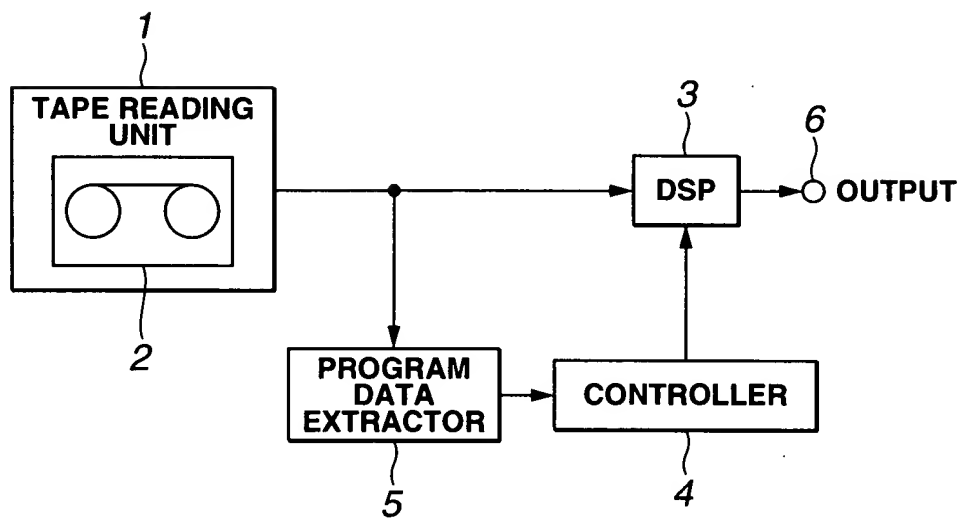 1
TAPE READING
UNIT
2
3
DSP
6
OUTPUT
PROGRAM
DATA
EXTRACTOR
5
CONTROLLER
4